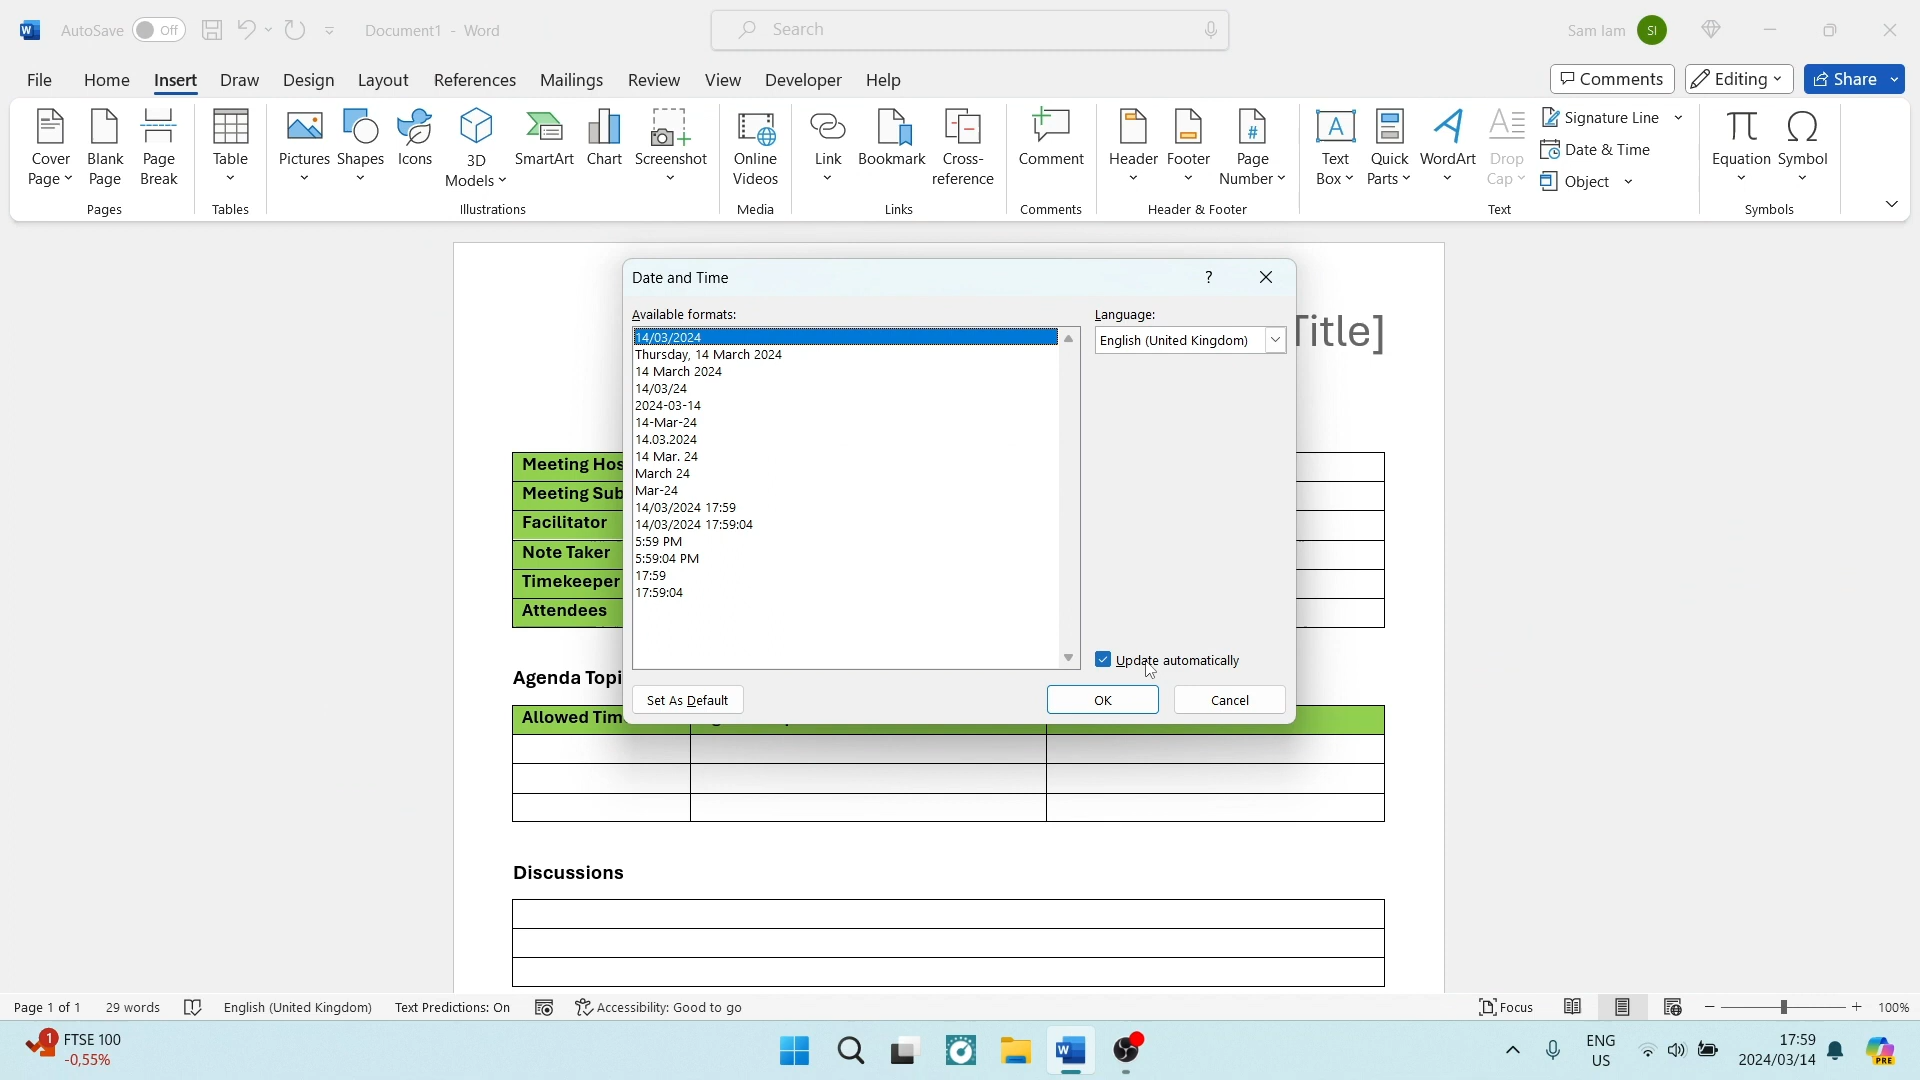 AutoSave Off Document1 - Word Search Sam Iam SI
File Home Insert Draw Design Layout References Mailings Review View Developer Help Comments Editing Share
Cover Page
Blank Page
Page Break
Pages
Table
Tables
Pictures
Shapes
Icons
3D Models
SmartArt
Chart
Screenshot
Illustrations
Online Videos
Media
Link
Bookmark
Cross-reference
Links
Comment
Comments
Header
Footer
Page Number
Header & Footer
Text Box
Quick Parts
WordArt
Drop Cap
Signature Line
Date & Time
Object
Text
Equation
Symbol
Symbols
Date and Time ?
Available formats:
14/03/2024
Thursday, 14 March 2024
14 March 2024
14/03/24
2024-03-14
14-Mar-24
14.03.2024
14 Mar. 24
March 24
Mar-24
14/03/2024 17:59
14/03/2024 17:59:04
5:59 PM
5:59:04 PM
17:59
17:59:04
Language:
English (United Kingdom)
Update automatically
Set As Default
OK
Cancel
Title]
Meeting Hos
Meeting Sub
Facilitator
Note Taker
Timekeeper
Attendees
Agenda Topi
Allowed Tim
Discussions
Page 1 of 1 29 words English (United Kingdom) Text Predictions: On Accessibility: Good to go Focus 100%
1 FTSE 100
-0,55%
ENG
US
17:59
2024/03/14
PRE